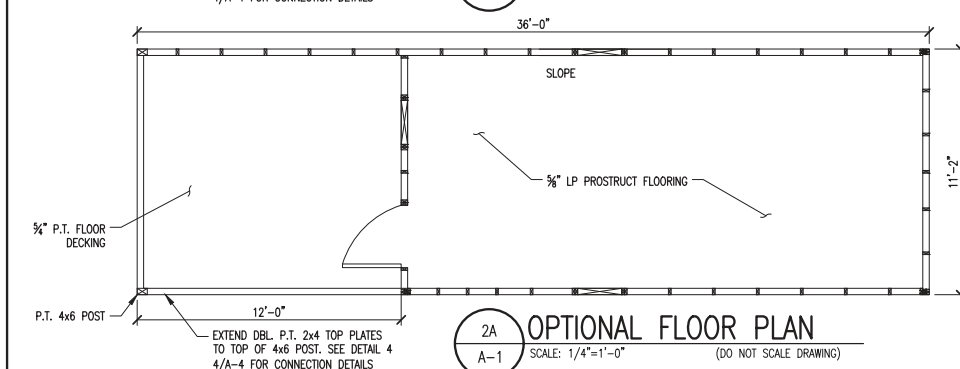 4/A-4 FOR CONNECTION DETAILS
36'-0"
SLOPE
5/8" LP PROSTRUCT FLOORING
11'-2"
5/4" P.T. FLOOR
DECKING
P.T. 4x6 POST
12'-0"
EXTEND DBL. P.T. 2x4 TOP PLATES
TO TOP OF 4x6 POST. SEE DETAIL 4
4/A-4 FOR CONNECTION DETAILS
2A
A-1
OPTIONAL FLOOR PLAN
SCALE: 1/4"=1'-0" (DO NOT SCALE DRAWING)